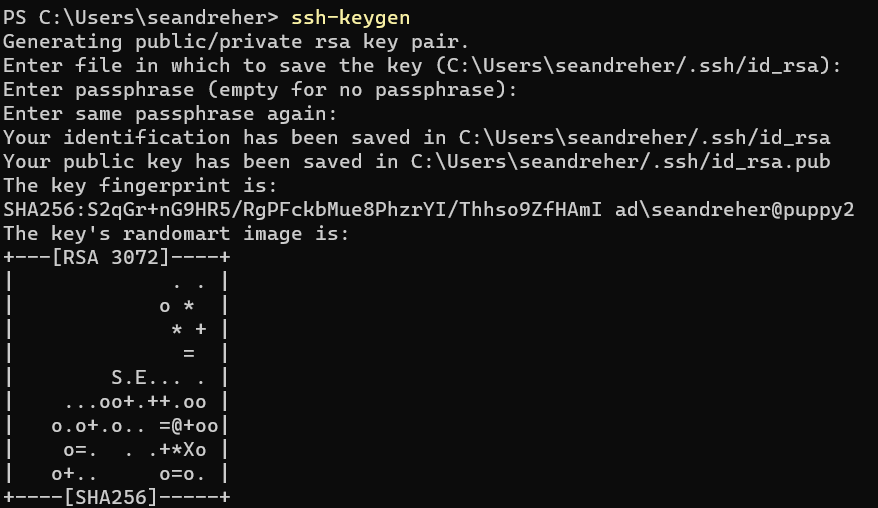 PS C:\Users\seandreher> ssh-keygen
Generating public/private rsa key pair.
Enter file in which to save the key (C:\Users\seandreher/.ssh/id_rsa):
Enter passphrase (empty for no passphrase):
Enter same passphrase again:
Your identification has been saved in C:\Users\seandreher/.ssh/id_rsa
Your public key has been saved in C:\Users\seandreher/.ssh/id_rsa.pub
The key fingerprint is:
SHA256:S2qGr+nG9HR5/RgPFckbMue8PhzrYI/Thhso9ZfHAmI ad\seandreher@puppy2
The key's randomart image is:
+---[RSA 3072]----+
|             . . |
|            o *  |
|             * + |
|              =  |
|        S.E... . |
|    ...oo+.++.oo |
|   o.o+.o.. =@+oo|
|    o=.  . .+*Xo |
|   o+..     o=o. |
+----[SHA256]-----+